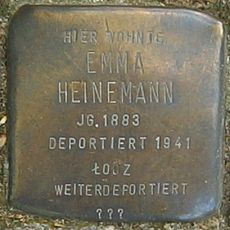 HIER WOHNTE
EMMA
HEINEMANN
JG. 1883
DEPORTIERT 1941
ŁODZ
WEITERDEPORTIERT
???